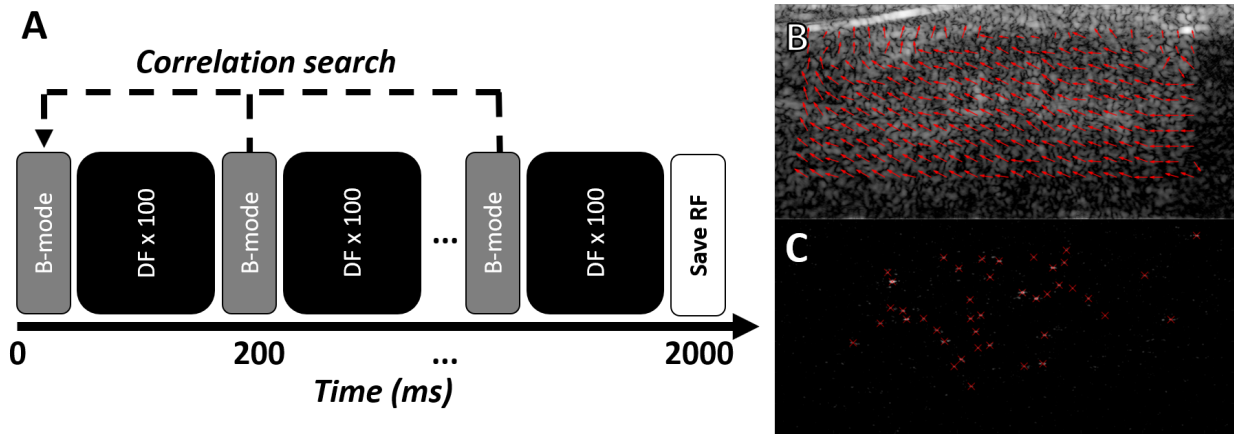 A
Correlation search
B-mode
DF x 100
B-mode
DF x 100
...
B-mode
DF x 100
Save RF
0
200
...
2000
Time (ms)
B
C